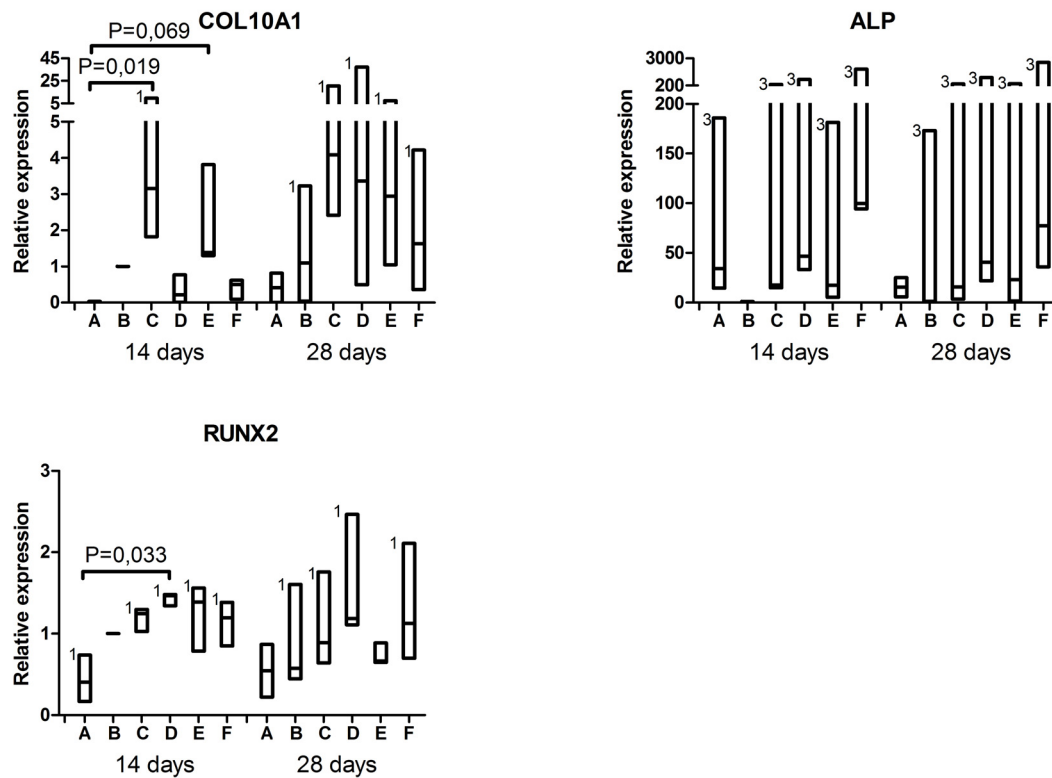 COL10A1
P=0,069
P=0,019
45
25
5
5
4
3
2
1
0
Relative expression
1 1 1 1 1 1
A B C D E F A B C D E F
14 days 28 days
ALP
3000
200
200
150
100
50
0
Relative expression
3 3 3 3 3 3 3 3 3 3
A B C D E F A B C D E F
14 days 28 days
RUNX2
3
2
1
0
Relative expression
P=0,033
1 1 1 1 1 1 1 1 1
A B C D E F A B C D E F
14 days 28 days